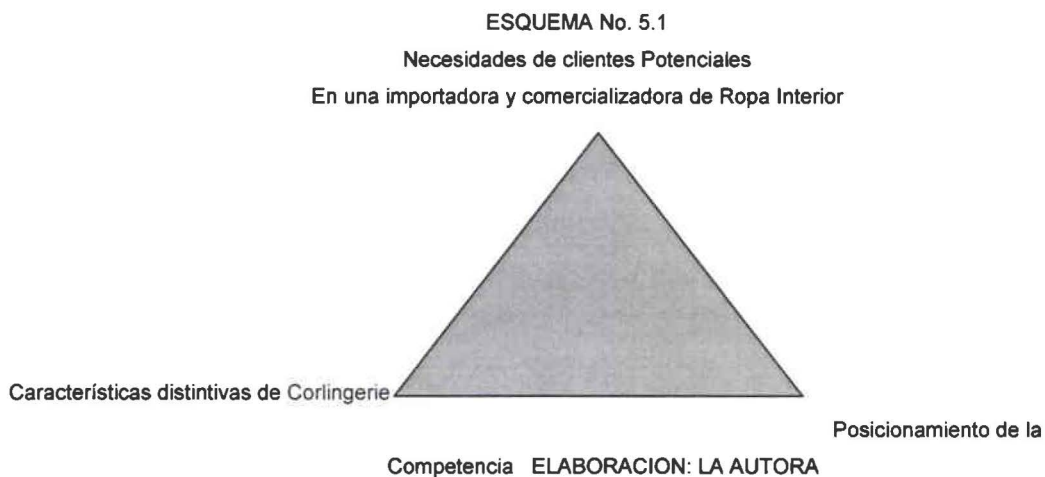 ESQUEMA No. 5.1
Necesidades de clientes Potenciales
En una importadora y comercializadora de Ropa Interior
Características distintivas de Corlingerie
Posicionamiento de la
Competencia ELABORACION: LA AUTORA